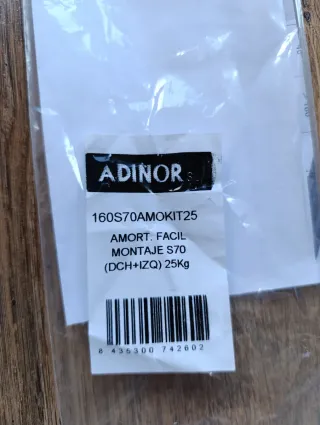 ADINOR
160S70AMOKIT25
AMORT. FACIL
MONTAJE S70
(DCH+IZQ) 25Kg
8 435300 742602